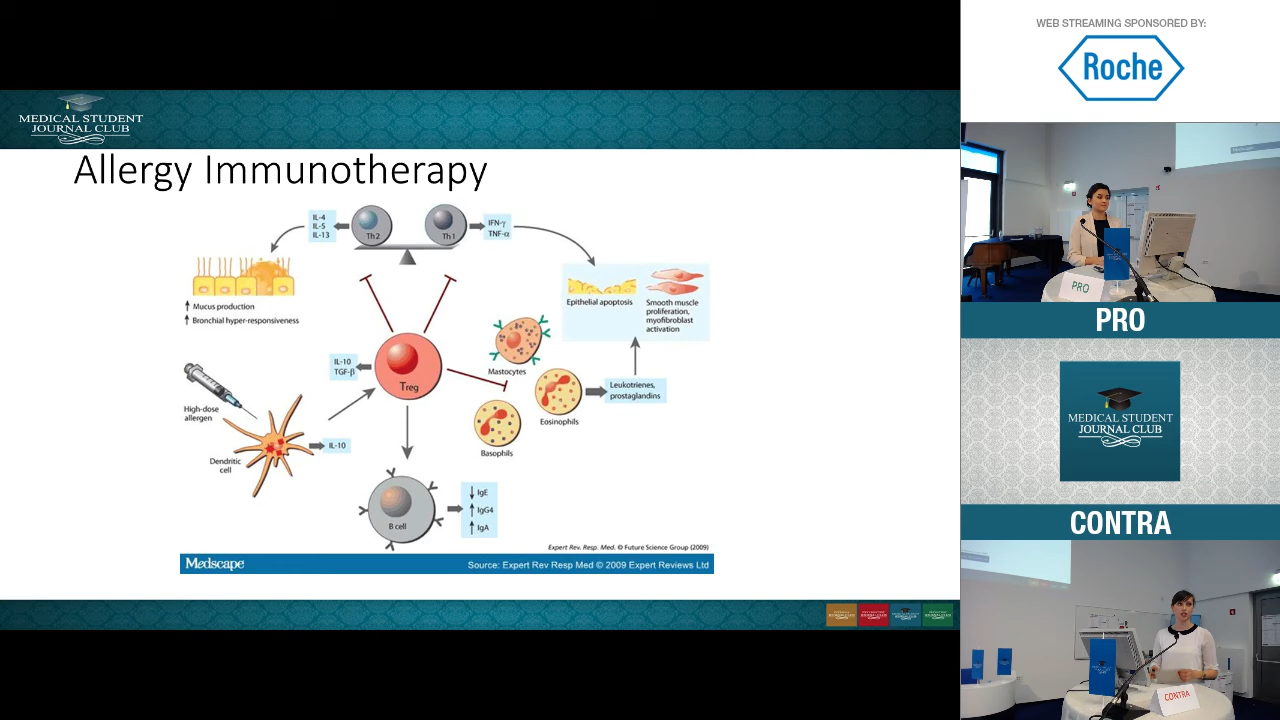 MEDICAL STUDENT
JOURNAL CLUB
Allergy Immunotherapy
IL-4
IL-5
IL-13
Th2
Th1
IFN-γ
TNF-α
Mucus production
Bronchial hyper-responsiveness
Epithelial apoptosis
Smooth muscle
proliferation,
myofibroblast
activation
Mastocytes
IL-10
TGF-β
Treg
Leukotrienes,
prostaglandins
Eosinophils
High-dose
allergen
IL-10
Dendritic
cell
Basophils
B cell
↓ IgE
↑ IgG4
↑ IgA
Expert Rev. Resp. Med. © Future Science Group (2009)
Medscape
Source: Expert Rev Resp Med © 2009 Expert Reviews Ltd
WEB STREAMING SPONSORED BY:
Roche
PRO
PRO
MEDICAL STUDENT
JOURNAL CLUB
CONTRA
CONTRA